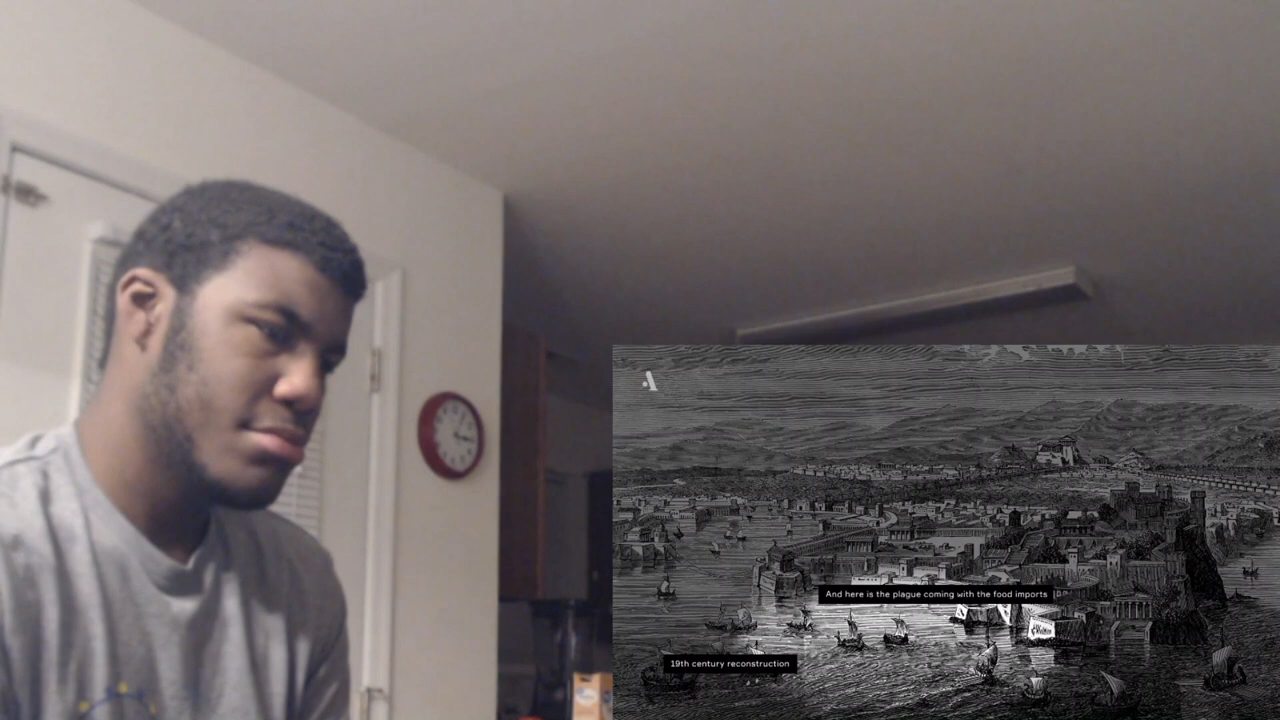 And here is the plague coming with the food imports
19th century reconstruction